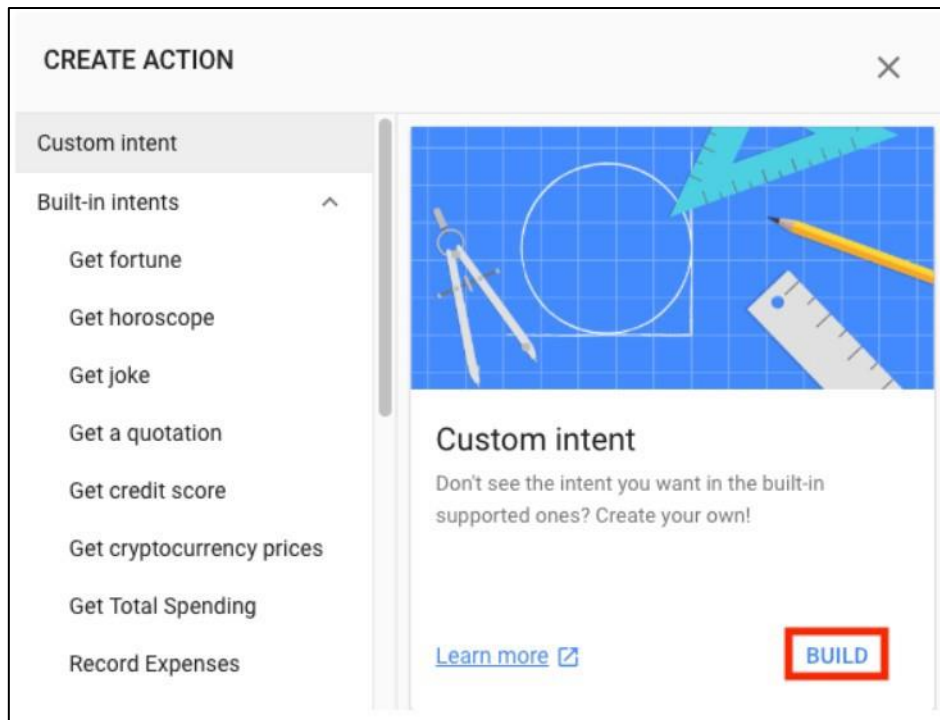 CREATE ACTION
Custom intent
Built-in intents
Get fortune
Get horoscope
Get joke
Get a quotation
Get credit score
Get cryptocurrency prices
Get Total Spending
Record Expenses
Custom intent
Don't see the intent you want in the built-in
supported ones? Create your own!
Learn more
BUILD